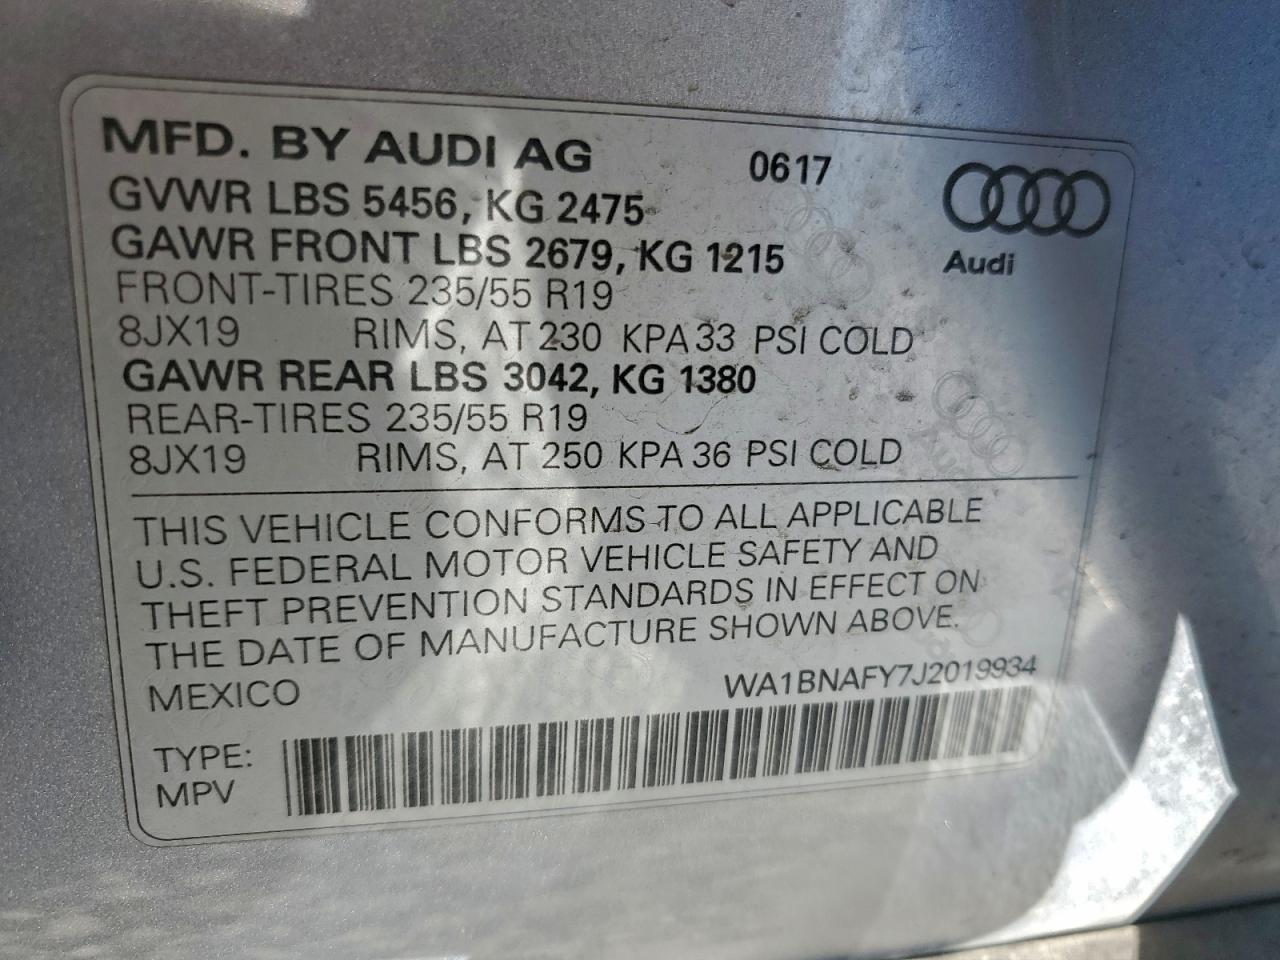 MFD. BY AUDI AG 0617
GVWR LBS 5456, KG 2475
GAWR FRONT LBS 2679, KG 1215
Audi
FRONT-TIRES 235/55 R19
8JX19 RIMS, AT 230 KPA 33 PSI COLD
GAWR REAR LBS 3042, KG 1380
REAR-TIRES 235/55 R19
8JX19 RIMS, AT 250 KPA 36 PSI COLD
THIS VEHICLE CONFORMS TO ALL APPLICABLE
U.S. FEDERAL MOTOR VEHICLE SAFETY AND
THEFT PREVENTION STANDARDS IN EFFECT ON
THE DATE OF MANUFACTURE SHOWN ABOVE.
MEXICO WA1BNAFY7J2019934
TYPE:
MPV